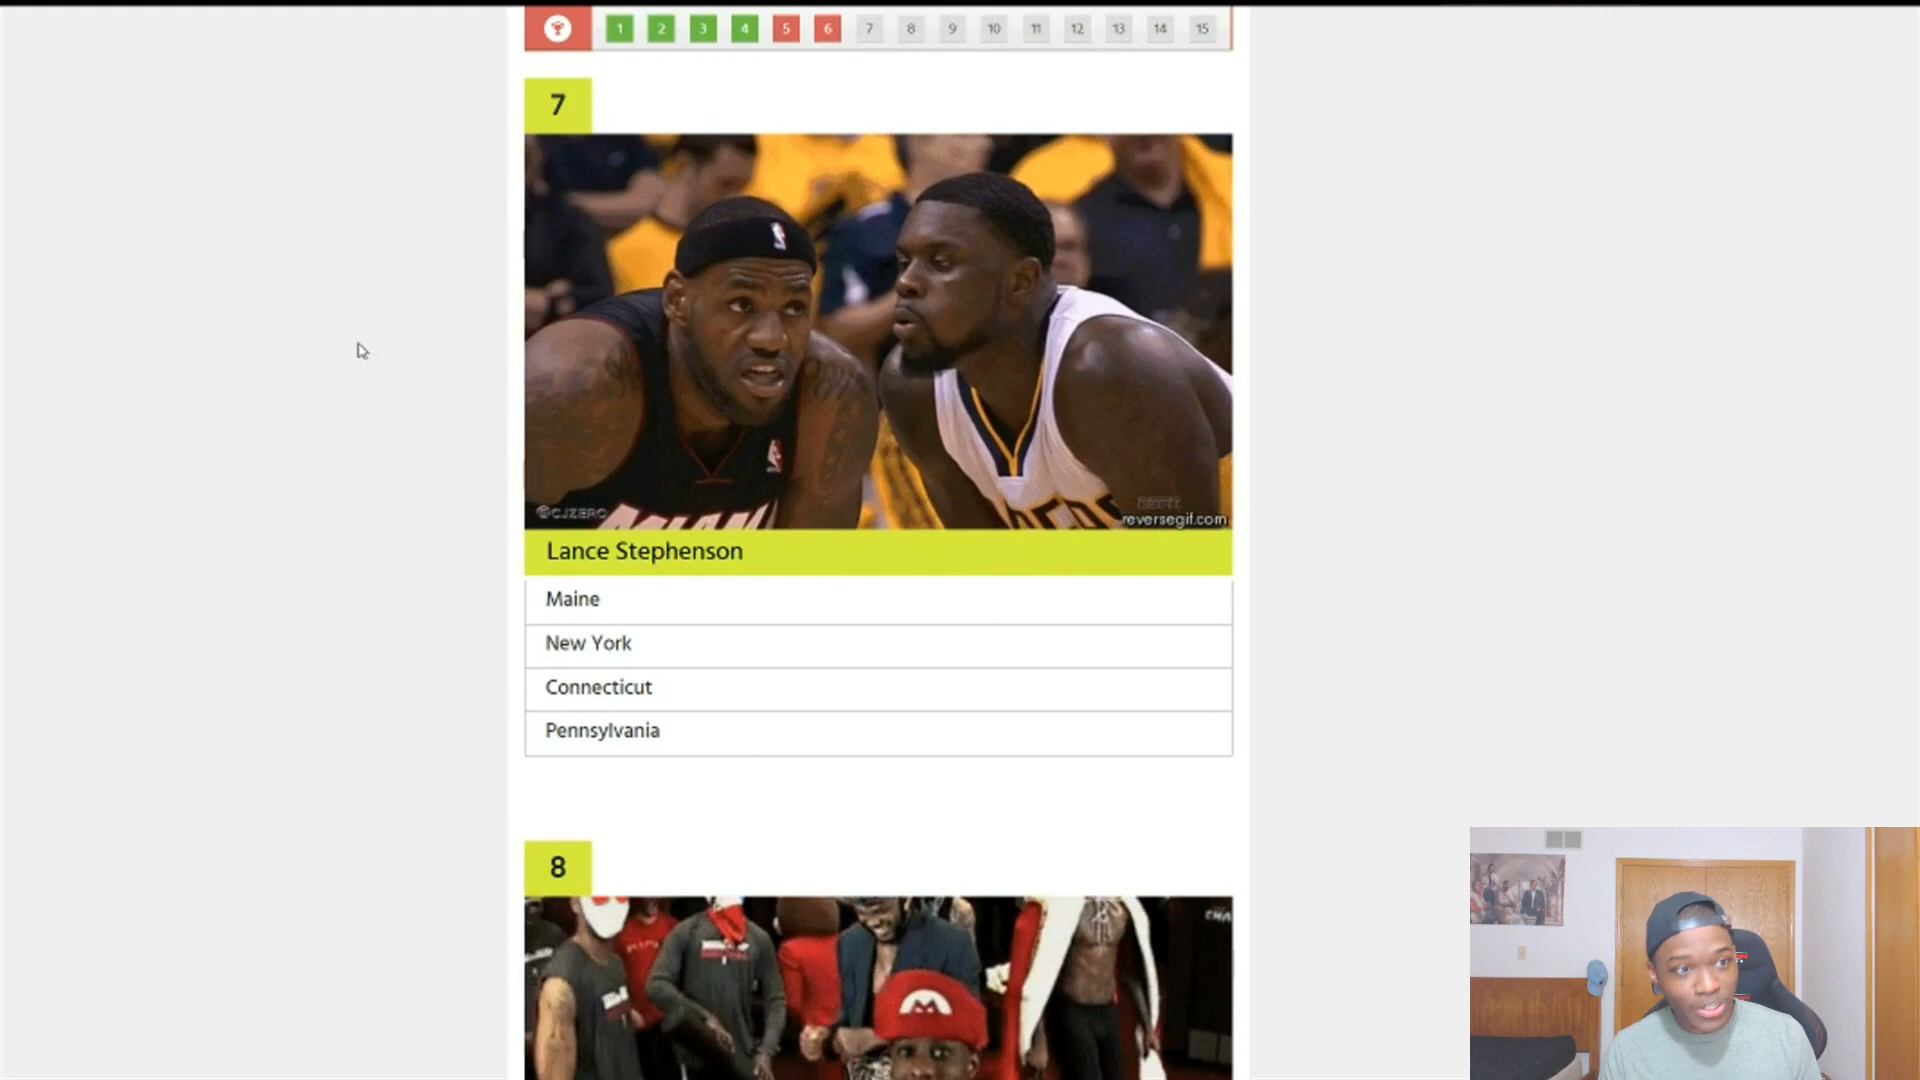 1 2 3 4 5 6 7 8 9 10 11 12 13 14 15
7
@CJZERO
reversegif.com
Lance Stephenson
Maine
New York
Connecticut
Pennsylvania
8